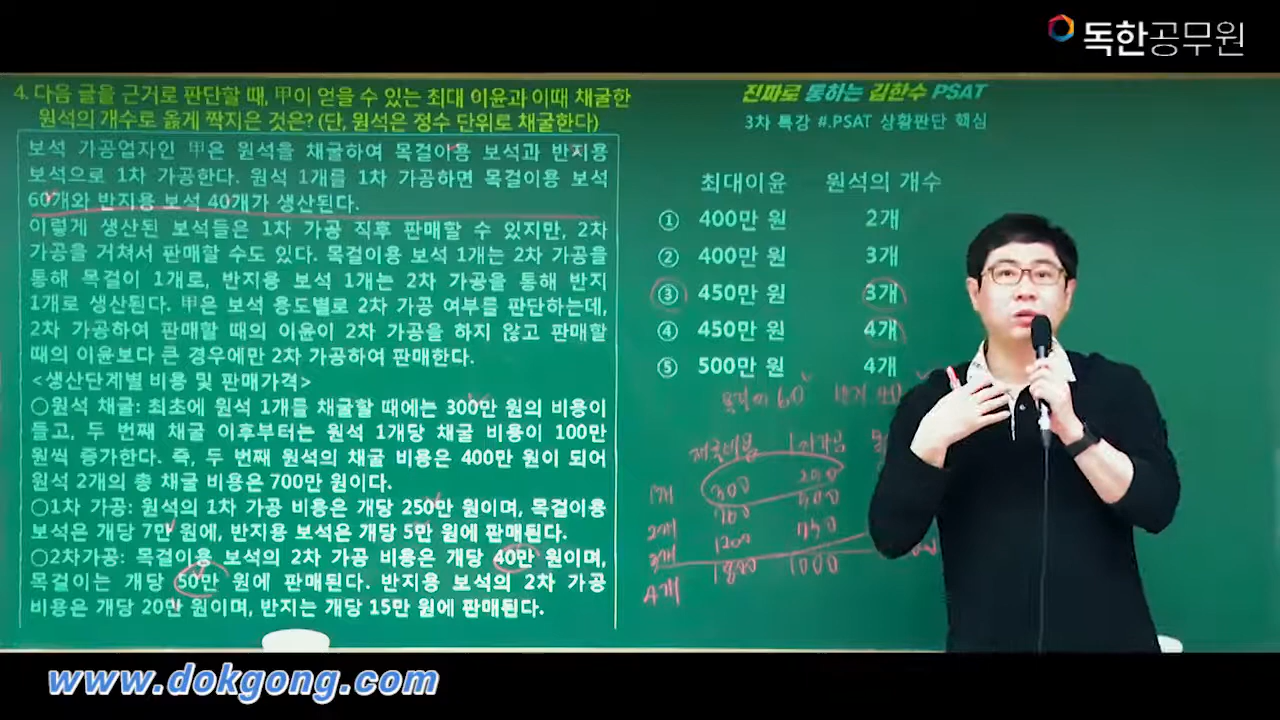 독한공무원
4. 다음 글을 근거로 판단할 때, 甲이 얻을 수 있는 최대 이윤과 이때 채굴한
원석의 개수로 옳게 짝지은 것은? (단, 원석은 정수 단위로 채굴한다)
보석 가공업자인 甲은 원석을 채굴하여 목걸이용 보석과 반지용
보석으로 1차 가공한다. 원석 1개를 1차 가공하면 목걸이용 보석
60개와 반지용 보석 40개가 생산된다.
이렇게 생산된 보석들은 1차 가공 직후 판매할 수 있지만, 2차
가공을 거쳐서 판매할 수도 있다. 목걸이용 보석 1개는 2차 가공을
통해 목걸이 1개로, 반지용 보석 1개는 2차 가공을 통해 반지
1개로 생산된다. 甲은 보석 용도별로 2차 가공 여부를 판단하는데,
2차 가공하여 판매할 때의 이윤이 2차 가공을 하지 않고 판매할
때의 이윤보다 큰 경우에만 2차 가공하여 판매한다.
<생산단계별 비용 및 판매가격>
○원석 채굴: 최초에 원석 1개를 채굴할 때에는 300만 원의 비용이
들고, 두 번째 채굴 이후부터는 원석 1개당 채굴 비용이 100만
원씩 증가한다. 즉, 두 번째 원석의 채굴 비용은 400만 원이 되어
원석 2개의 총 채굴 비용은 700만 원이다.
○1차 가공: 원석의 1차 가공 비용은 개당 250만 원이며, 목걸이용
보석은 개당 7만 원에, 반지용 보석은 개당 5만 원에 판매된다.
○2차가공: 목걸이용 보석의 2차 가공 비용은 개당 40만 원이며,
목걸이는 개당 50만 원에 판매된다. 반지용 보석의 2차 가공
비용은 개당 20만 원이며, 반지는 개당 15만 원에 판매된다.
진짜로 통하는 김한수 PSAT
3차 특강 #.PSAT 상황판단 핵심
최대이윤 원석의 개수
① 400만 원 2개
② 400만 원 3개
③ 450만 원 3개
④ 450만 원 4개
⑤ 500만 원 4개
목걸이 60 반지
채굴비용 1차가공
1개 300
2개 700 500
3개 1200 750
4개 1800 1000
www.dokgong.com